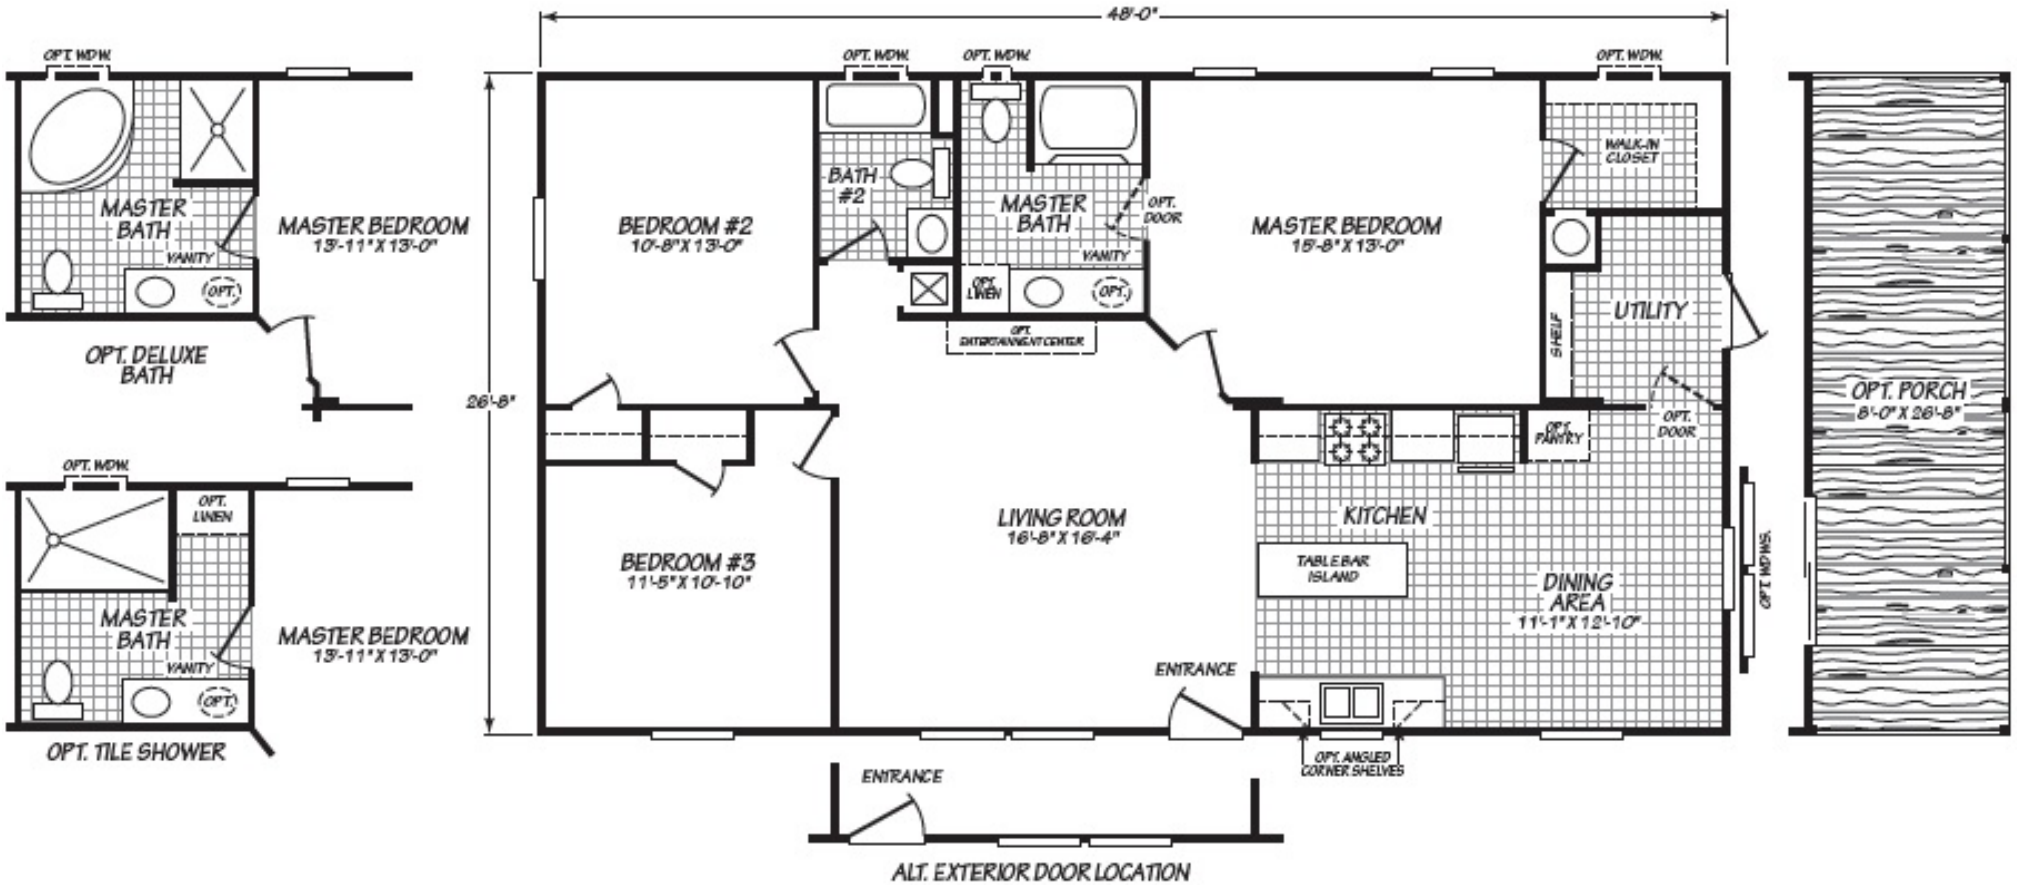 48'-0"
OPT. WDW.
OPT. WDW.
OPT. WDW.
OPT. WDW.
MASTER
BATH
VANITY
OPT.
MASTER BEDROOM
13'-11" X 13'-0"
OPT. DELUXE
BATH
OPT. WDW.
OPT.
LINEN
MASTER
BATH
VANITY
OPT.
MASTER BEDROOM
13'-11" X 13'-0"
OPT. TILE SHOWER
26'-8"
BEDROOM #2
10'-8" X 13'-0"
BATH
#2
MASTER
BATH
OPT.
DOOR
VANITY
OPT.
LINEN
OPT.
OPT.
ENTERTAINMENT CENTER
MASTER BEDROOM
15'-8" X 13'-0"
WALK-IN
CLOSET
UTILITY
SHELF
OPT.
DOOR
OPT.
PANTRY
BEDROOM #3
11'-5" X 10'-10"
LIVING ROOM
16'-8" X 16'-4"
KITCHEN
TABLE BAR
ISLAND
DINING
AREA
11'-1" X 12'-10"
OPT WDWS.
ENTRANCE
OPT. ANGLED
CORNER SHELVES
OPT. PORCH
8'-0" X 26'-8"
ENTRANCE
ALT. EXTERIOR DOOR LOCATION